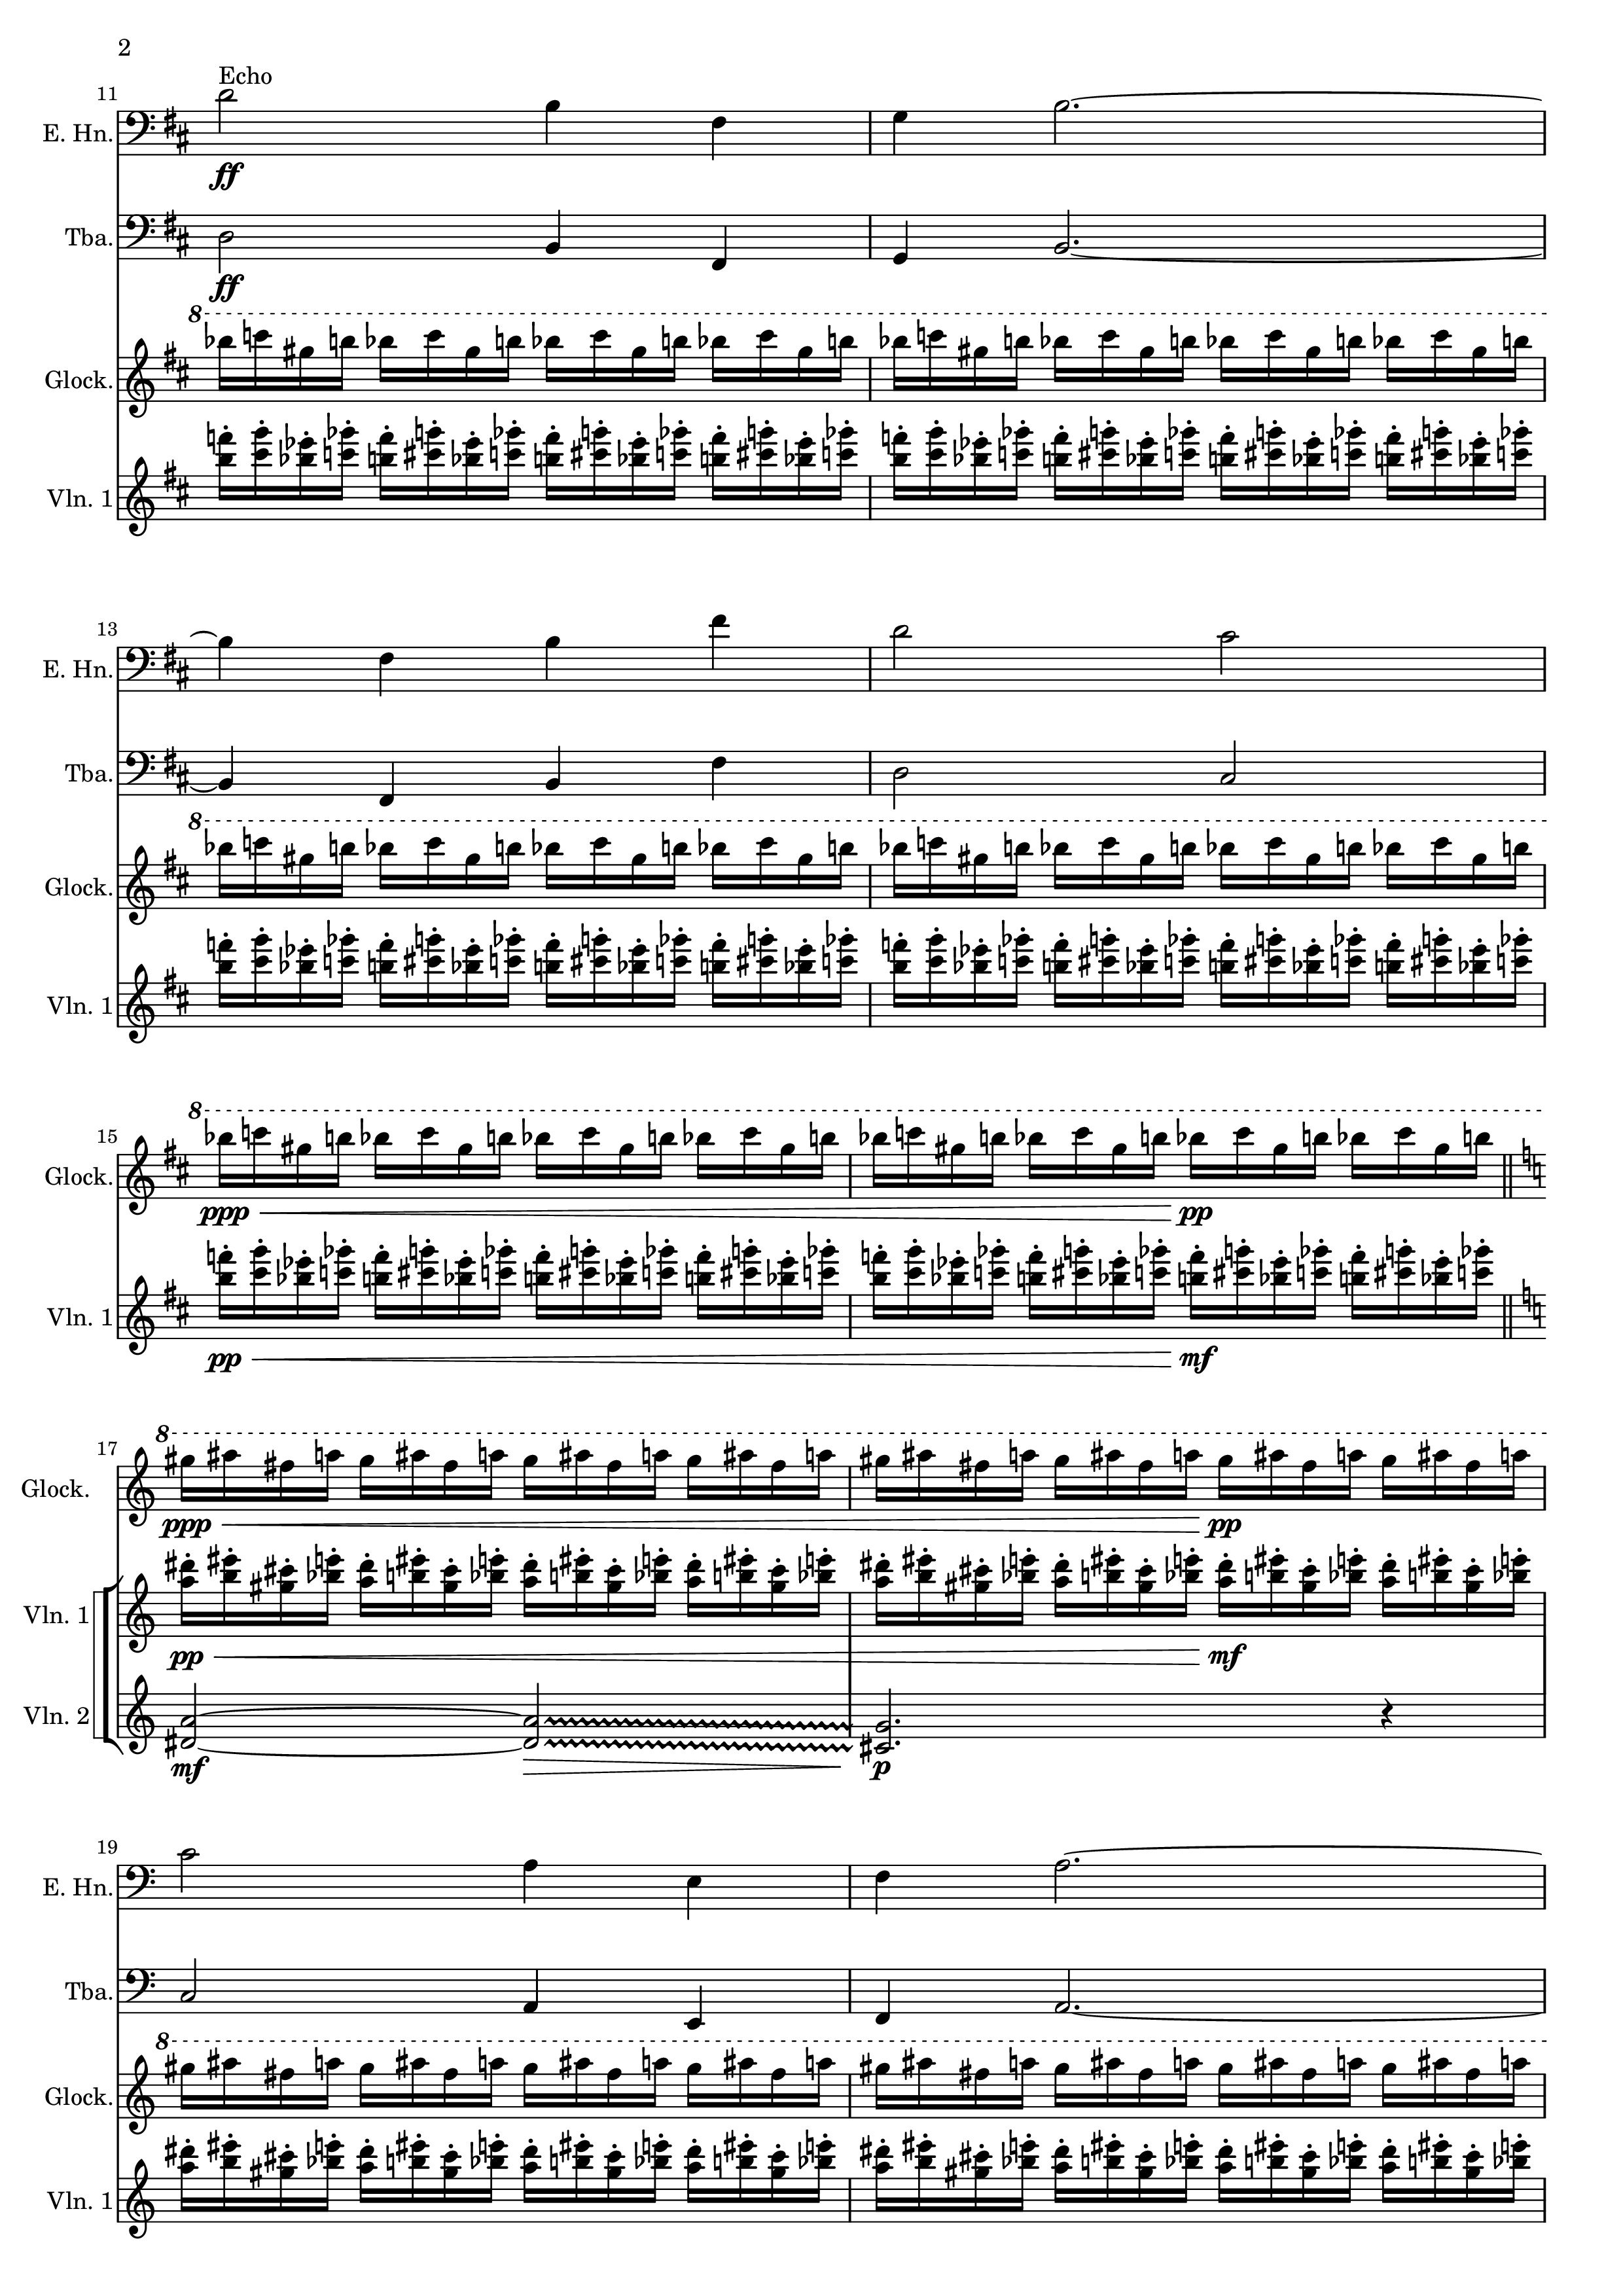 2
Echo
11
E. Hn.
ff
Tba.
ff
8
Glock.
Vln. 1
13
E. Hn.
Tba.
8
Glock.
Vln. 1
8
15
Glock.
ppp pp
Vln. 1
pp mf
8
17
Glock.
ppp pp
Vln. 1
pp mf
Vln. 2
mf p
19
E. Hn.
Tba.
8
Glock.
Vln. 1